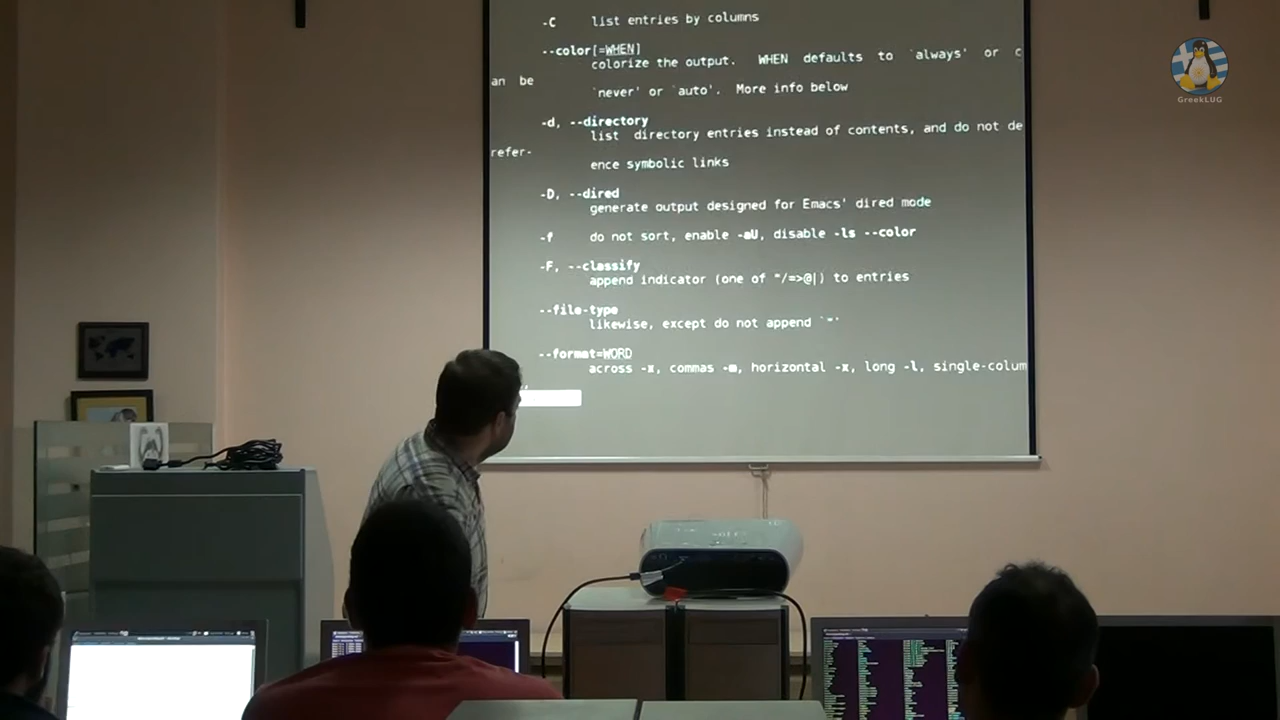 -C list entries by columns
--color[=WHEN]
colorize the output. WHEN defaults to `always' or c
an be
`never' or `auto'. More info below
-d, --directory
list directory entries instead of contents, and do not de
refer-
ence symbolic links
-D, --dired
generate output designed for Emacs' dired mode
-f do not sort, enable -aU, disable -ls --color
-F, --classify
append indicator (one of */=>@|) to entries
--file-type
likewise, except do not append `*'
--format=WORD
across -x, commas -m, horizontal -x, long -l, single-colum
GreekLUG